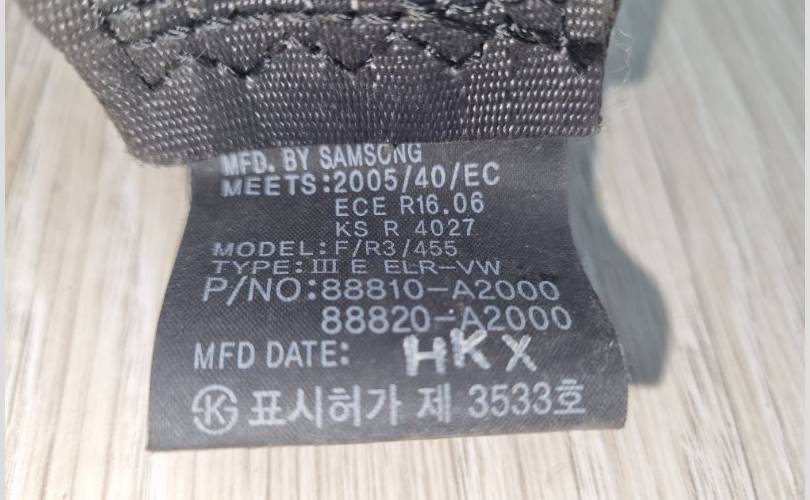 MFD. BY SAMSONG
MEETS:2005/40/EC
ECE R16.06
KS R 4027
MODEL:F/R3/455
TYPE:III E ELR-VW
P/NO:88810-A2000
88820-A2000
MFD DATE: HKX
KS 표시허가 제 3533호